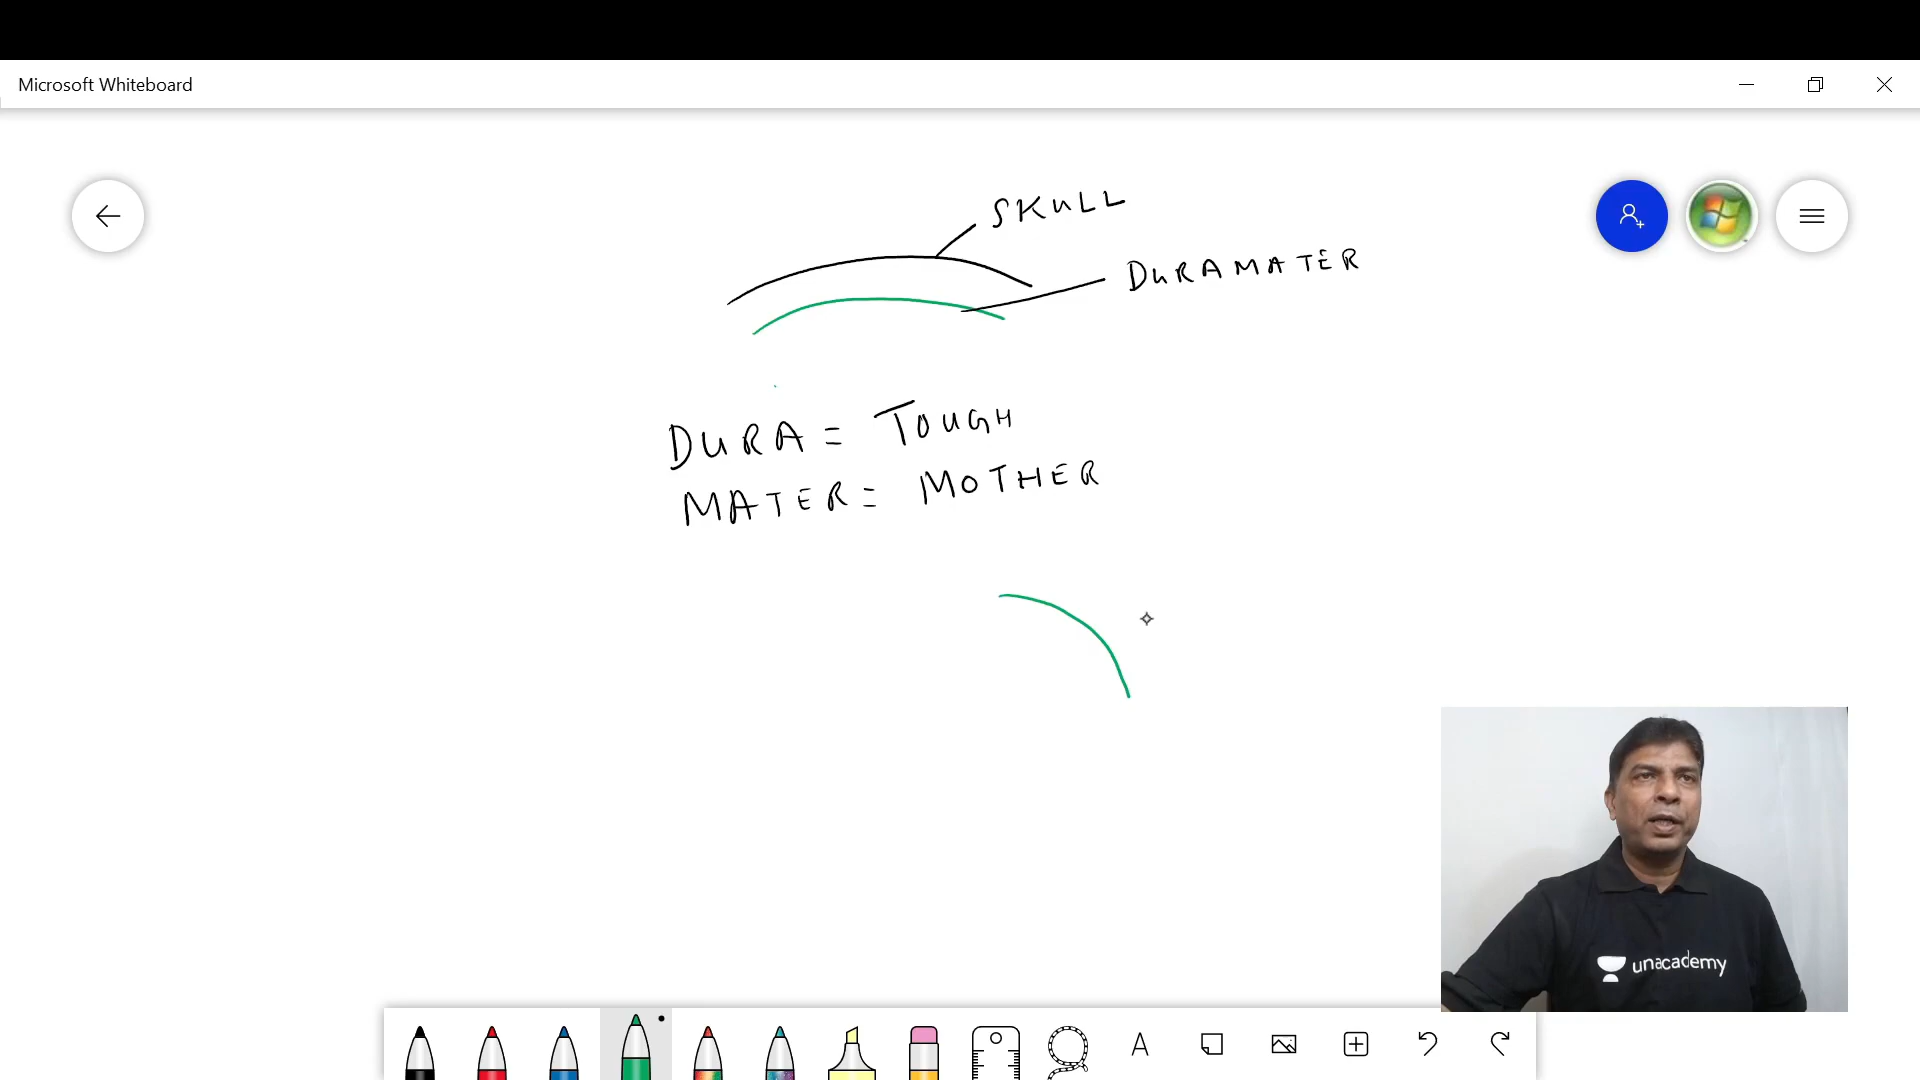 Microsoft Whiteboard
SKULL
DURAMATER
DURA = TOUGH
MATER = MOTHER
unacademy
A